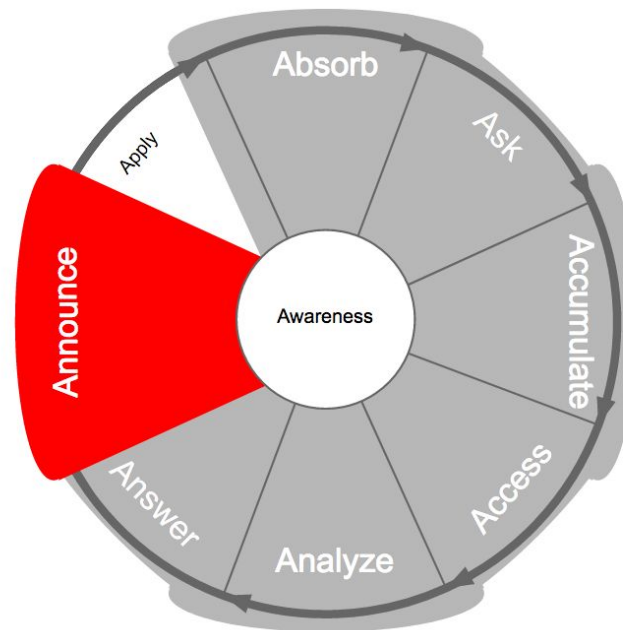 Absorb
Ask
Accumulate
Access
Analyze
Answer
Announce
Apply
Awareness